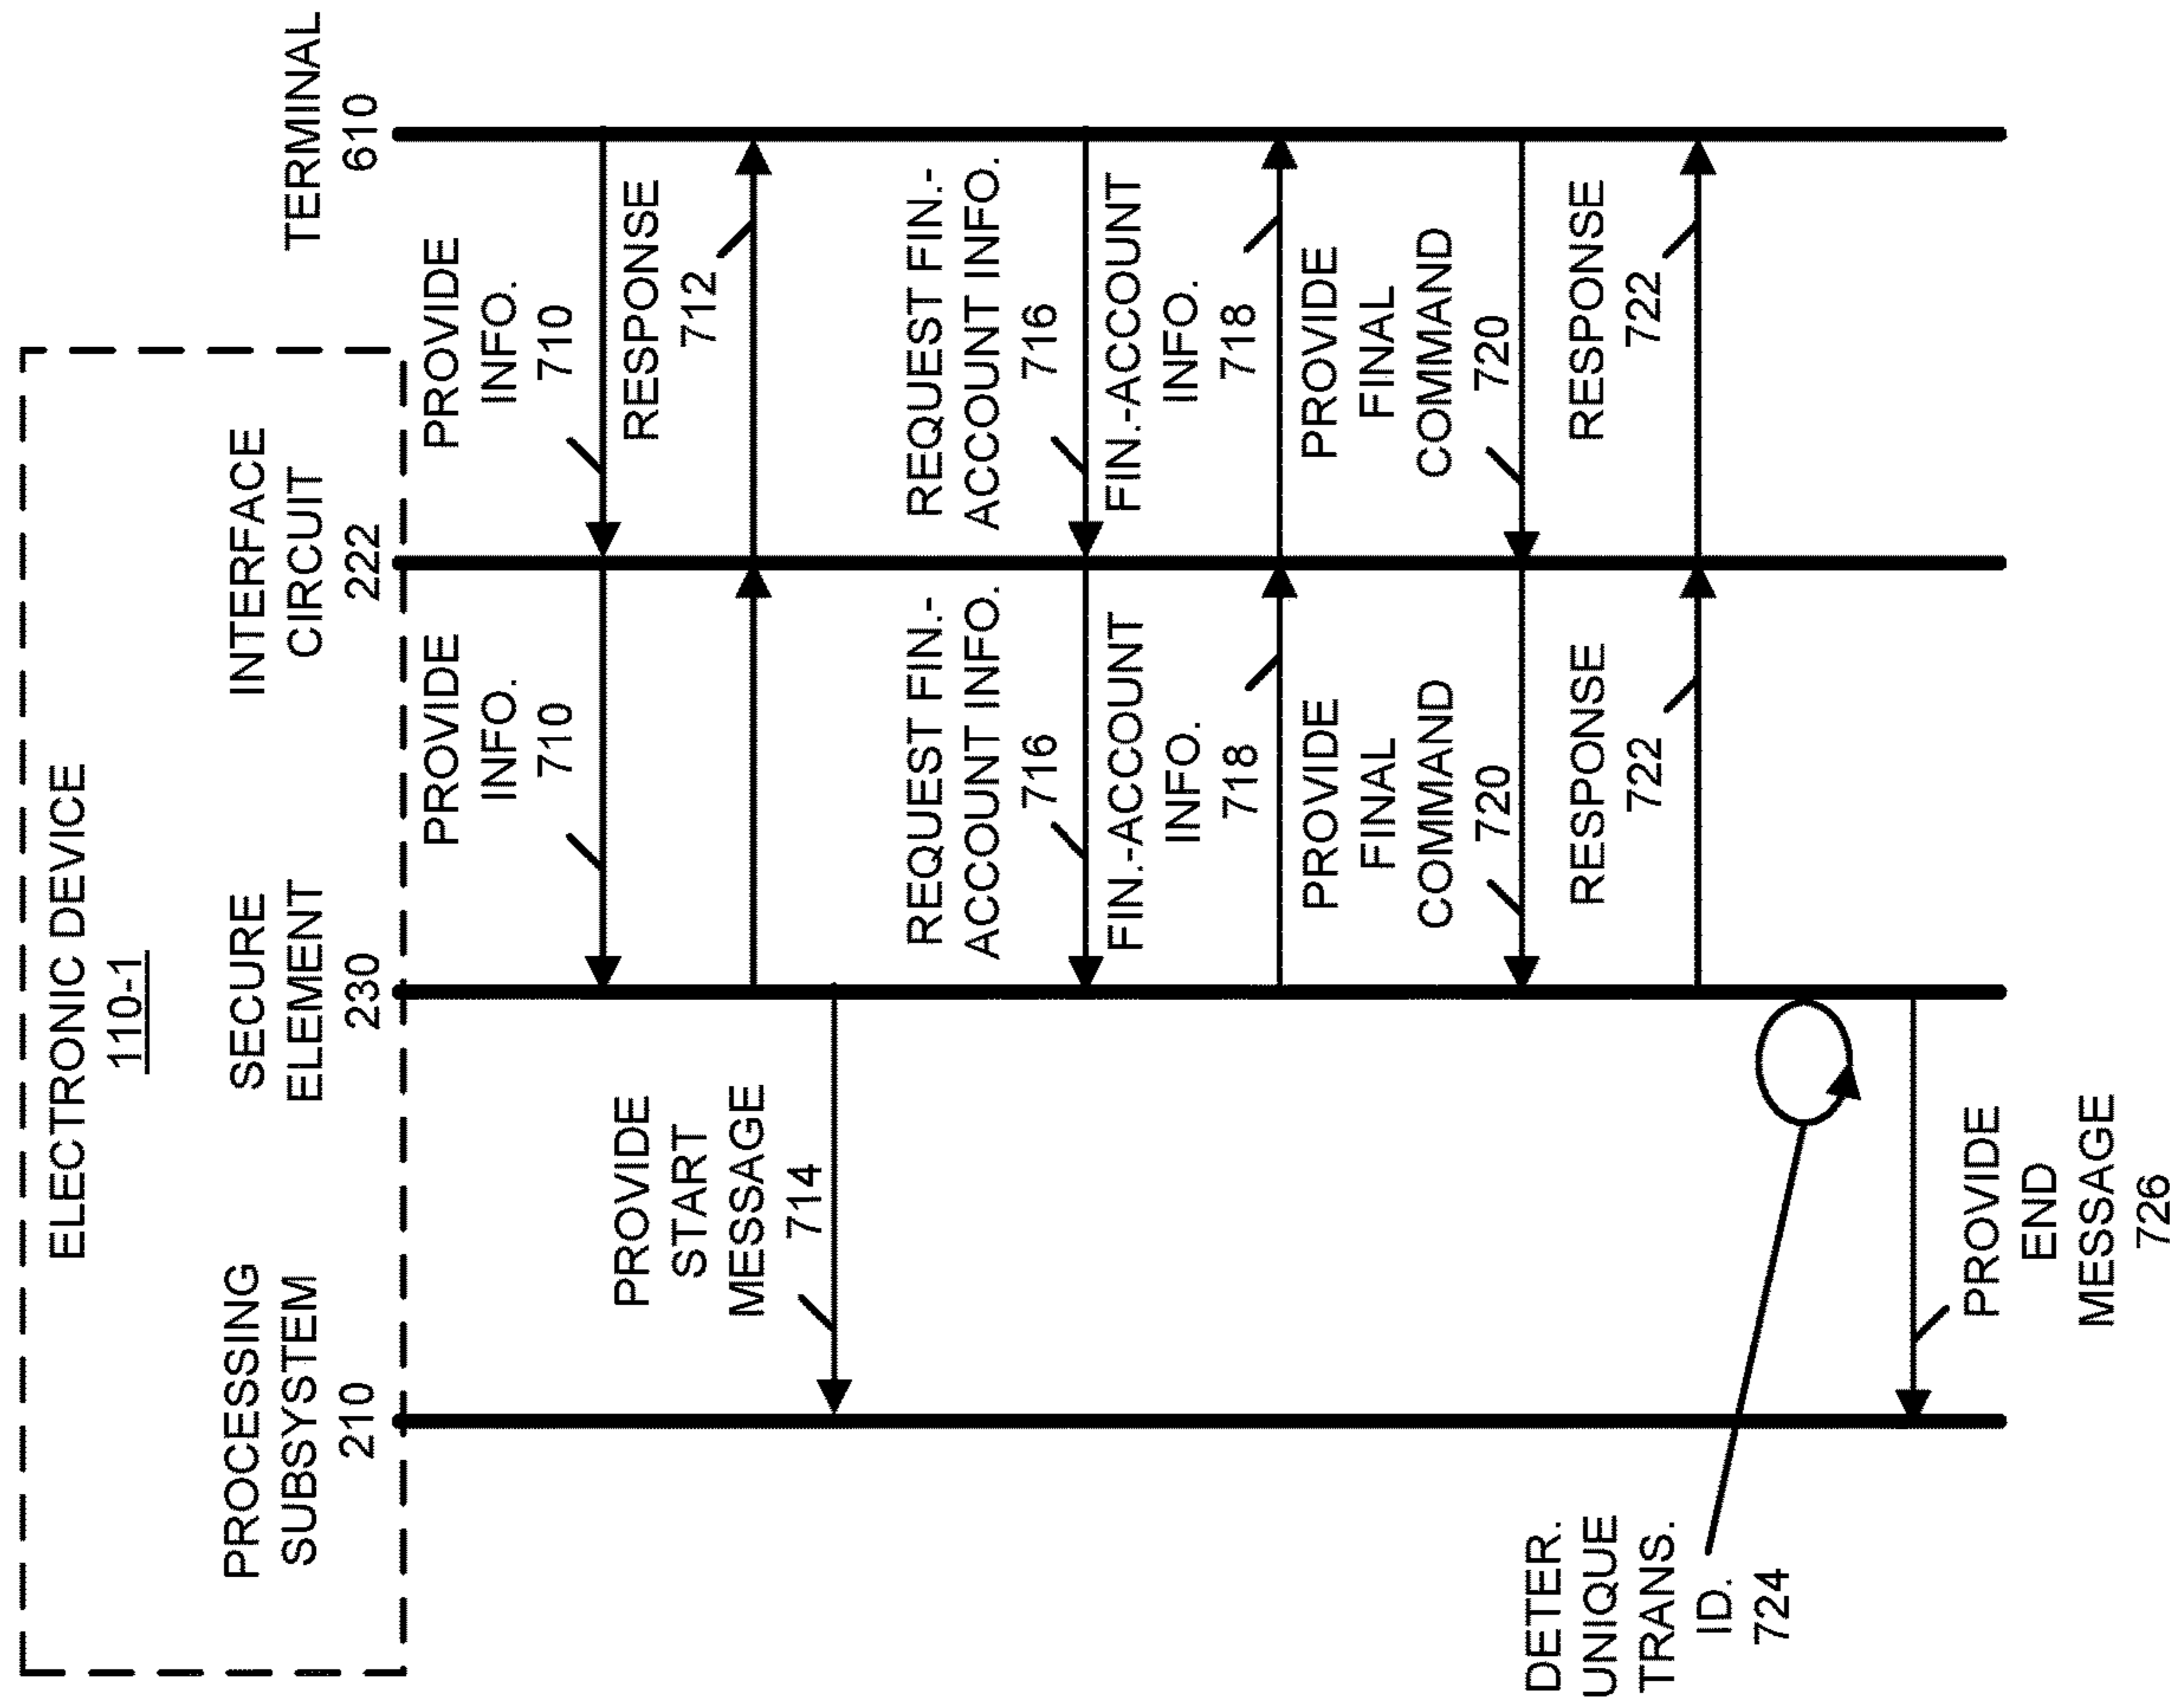 ELECTRONIC DEVICE
110-1
PROCESSING
SUBSYSTEM
210
SECURE
ELEMENT
230
INTERFACE
CIRCUIT
222
TERMINAL
610
PROVIDE
INFO.
710
PROVIDE
INFO.
710
RESPONSE
712
PROVIDE
START
MESSAGE
714
REQUEST FIN.-
ACCOUNT INFO.
716
REQUEST FIN.-
ACCOUNT INFO.
716
FIN.-ACCOUNT
INFO.
718
FIN.-ACCOUNT
INFO.
718
PROVIDE
FINAL
COMMAND
720
PROVIDE
FINAL
COMMAND
720
RESPONSE
722
RESPONSE
722
DETER.
UNIQUE
TRANS.
ID.
724
PROVIDE
END
MESSAGE
726